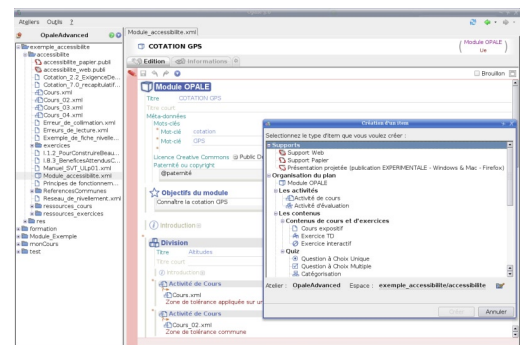 Ateliers Outils ?
OpaleAdvanced
exemple_accessibilite
accessibilite
accessibilite_papier.publi
accessibilite_web.publi
Cotation_2.2_ExigenceDe...
Cotation_7.0_recapitulatif...
Cours.xml
Cours_02.xml
Cours_03.xml
Cours_04.xml
Erreur_de_collimation.xml
Erreurs_de_lecture.xml
Exemple_de_fiche_nivelle...
exercices
I.1.2_PourConstruireBeau...
I.8.3_BeneficesAttendusC...
Manuel_SVT_ULp01.xml
Module_accessibilite.xml
Principes de fonctionnem...
ReferencesCommunes
Reseau_de_nivellement.xml
ressources_cours
ressources_exercices
res
formation
Module_Exemple
monCours
test
Module_accessibilite.xml
COTATION GPS
Module OPALE
Ue
Edition
Informations
Brouillon
Module OPALE
Titre COTATION GPS
Titre court
Méta-données
Mots-clés
Mot-clé cotation
Mot-clé GPS
Licence Creative Commons Public Do
Paternité ou copyright
@paternité
Objectifs du module
Connaître la cotation GPS
Introduction
Division
Titre Altitudes
Titre court
Introduction
Activité de Cours
Cours.xml
Zone de tolérance appliquée sur un
Activité de Cours
Cours_02.xml
Zone de tolérance commune
Création d'un item
Sélectionnez le type d'item que vous voulez créer :
Supports
Support Web
Support Papier
Présentation projetée (publication EXPERIMENTALE - Windows & Mac - Firefox)
Organisation du plan
Module OPALE
Les activités
Activité de cours
Activité d'évaluation
Les contenus
Contenus de cours et d'exercices
Cours expositif
Exercice TD
Exercice interactif
Quiz
Question à Choix Unique
Question à Choix Multiple
Catégorisation
Atelier : OpaleAdvanced Espace : exemple_accessibilite/accessibilite
Créer Annuler